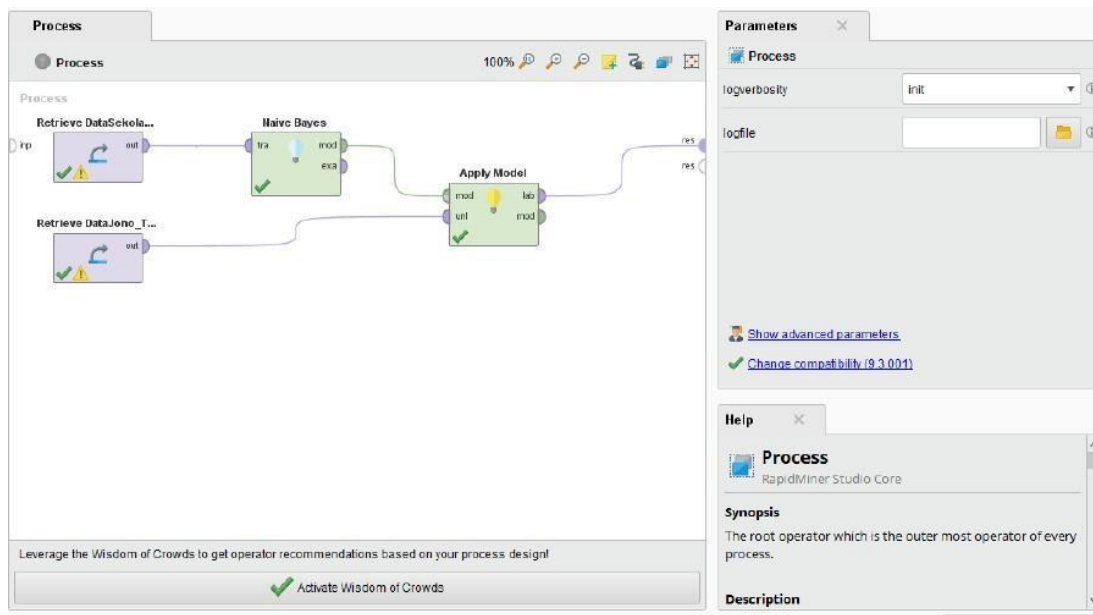 Process
Process
100%
Process
Retrieve DataSekola...
inp
out
Naive Bayes
tra
mod
exa
Apply Model
mod
lab
unl
mod
Retrieve DataJono_T...
out
res
res
Leverage the Wisdom of Crowds to get operator recommendations based on your process design!
Activate Wisdom of Crowds
Parameters
Process
logverbosity
init
logfile
Show advanced parameters
Change compatibility (9.3.001)
Help
Process
RapidMiner Studio Core
Synopsis
The root operator which is the outer most operator of every
process.
Description